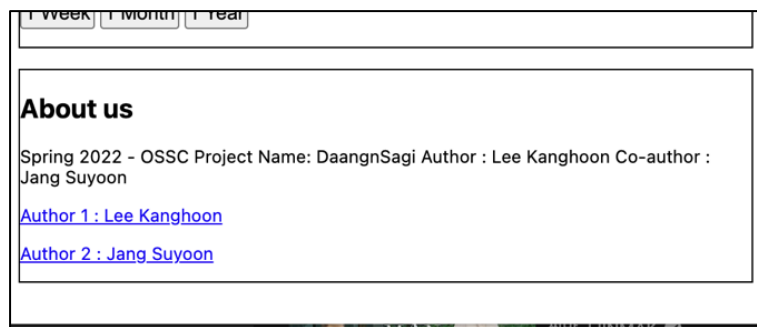 1 Week 1 Month 1 Year
About us
Spring 2022 - OSSC Project Name: DaangnSagi Author : Lee Kanghoon Co-author :
Jang Suyoon
Author 1 : Lee Kanghoon
Author 2 : Jang Suyoon